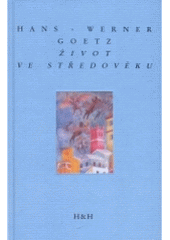 HANS - WERNER
GOETZ
ŽIVOT
VE STŘEDOVĚKU
H&H